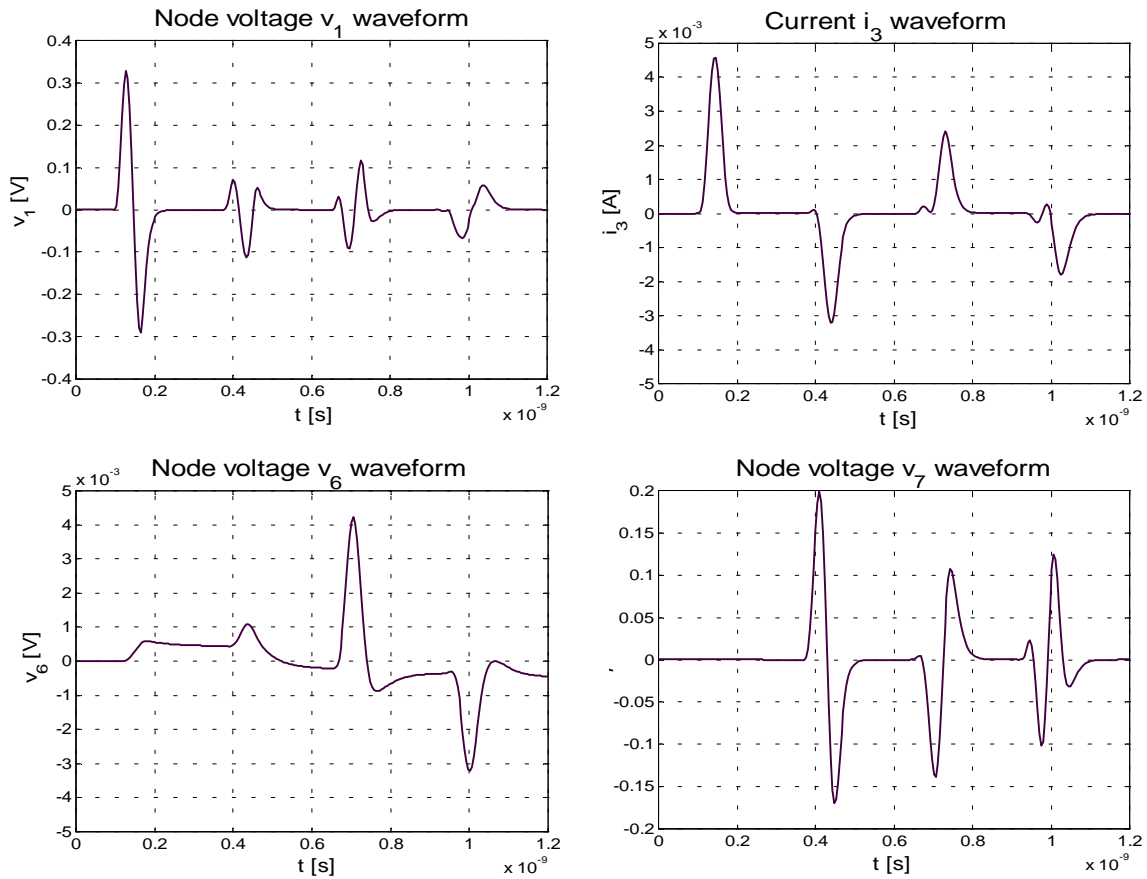 Node voltage v1 waveform
0.4
0.3
0.2
0.1
0
-0.1
-0.2
-0.3
-0.4
v1 [V]
0 0.2 0.4 0.6 0.8 1 1.2
t [s]
x 10-9
Current i3 waveform
x 10-3
5
4
3
2
1
0
-1
-2
-3
-4
-5
i3 [A]
0 0.2 0.4 0.6 0.8 1 1.2
t [s]
x 10-9
Node voltage v6 waveform
x 10-3
5
4
3
2
1
0
-1
-2
-3
-4
-5
v6 [V]
0 0.2 0.4 0.6 0.8 1 1.2
t [s]
x 10-9
Node voltage v7 waveform
0.2
0.15
0.1
0.05
0
-0.05
-0.1
-0.15
-0.2
0 0.2 0.4 0.6 0.8 1 1.2
t [s]
x 10-9